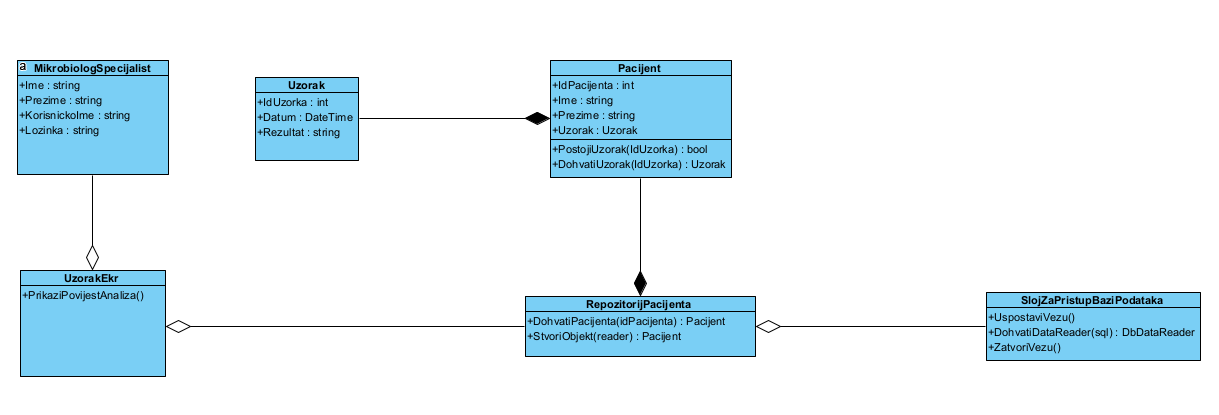 a
MikrobiologSpecijalist
+Ime : string
+Prezime : string
+KorisnickoIme : string
+Lozinka : string
Uzorak
+IdUzorka : int
+Datum : DateTime
+Rezultat : string
Pacijent
+IdPacijenta : int
+Ime : string
+Prezime : string
+Uzorak : Uzorak
+PostojiUzorak(IdUzorka) : bool
+DohvatiUzorak(IdUzorka) : Uzorak
UzorakEkr
+PrikaziPovijestAnaliza()
RepozitorijPacijenta
+DohvatiPacijenta(idPacijenta) : Pacijent
+StvoriObjekt(reader) : Pacijent
SlojZaPristupBaziPodataka
+UspostaviVezu()
+DohvatiDataReader(sql) : DbDataReader
+ZatvoriVezu()